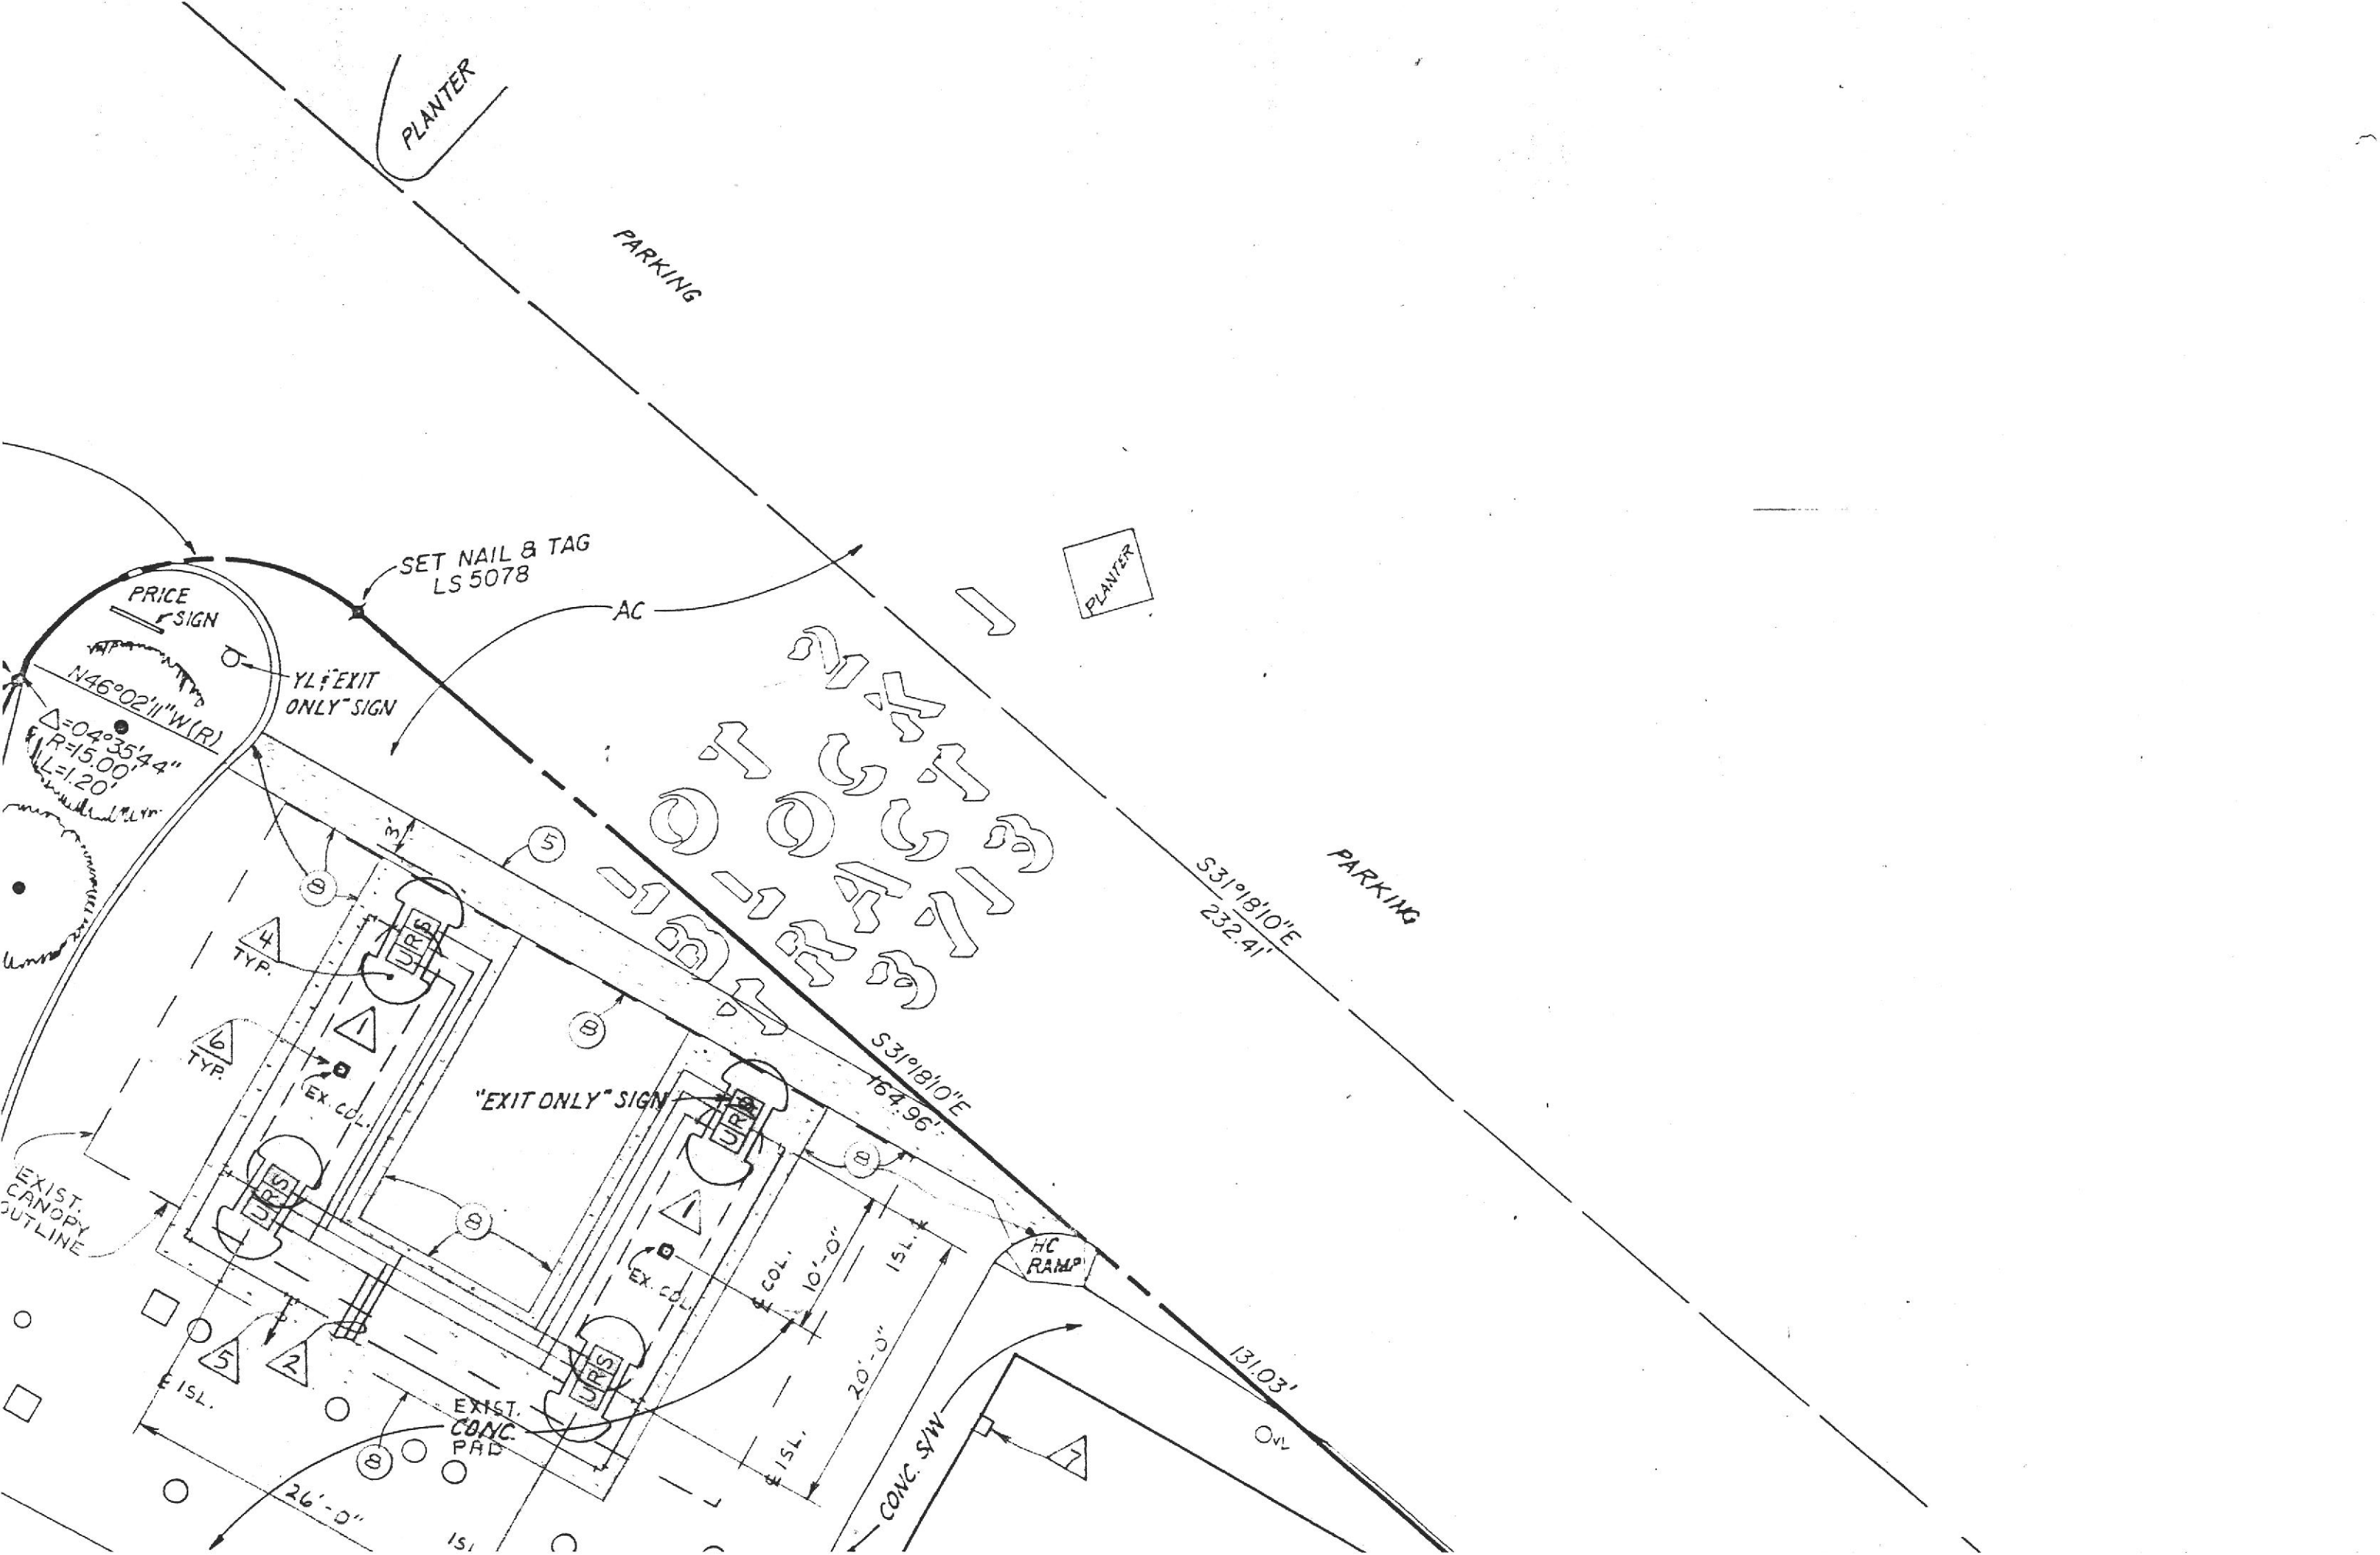 PLANTER
PARKING
SET NAIL & TAG
LS 5078
AC
PLANTER
PRICE
SIGN
YL & "EXIT
ONLY" SIGN
N46°02'11"W(R)
Δ=04°35'44"
R=15.00'
L=1.20'
3'
5
8
4
TYP.
URS
1
6
TYP.
EX. COL.
8
"EXIT ONLY" SIGN
URS
S31°18'10"E
164.96'
S31°18'10"E
232.41'
PARKING
8
EXIST.
CANOPY
OUTLINE
URS
8
1
EX. COL.
℄ COL.
10'-0"
ISL.
HC
RAMP
5
2
℄ ISL.
20'-0"
131.03'
URS
EXIST.
CONC.
PAD
8
℄ ISL.
CONC. S/W
7
VL
26'-0"
ISL